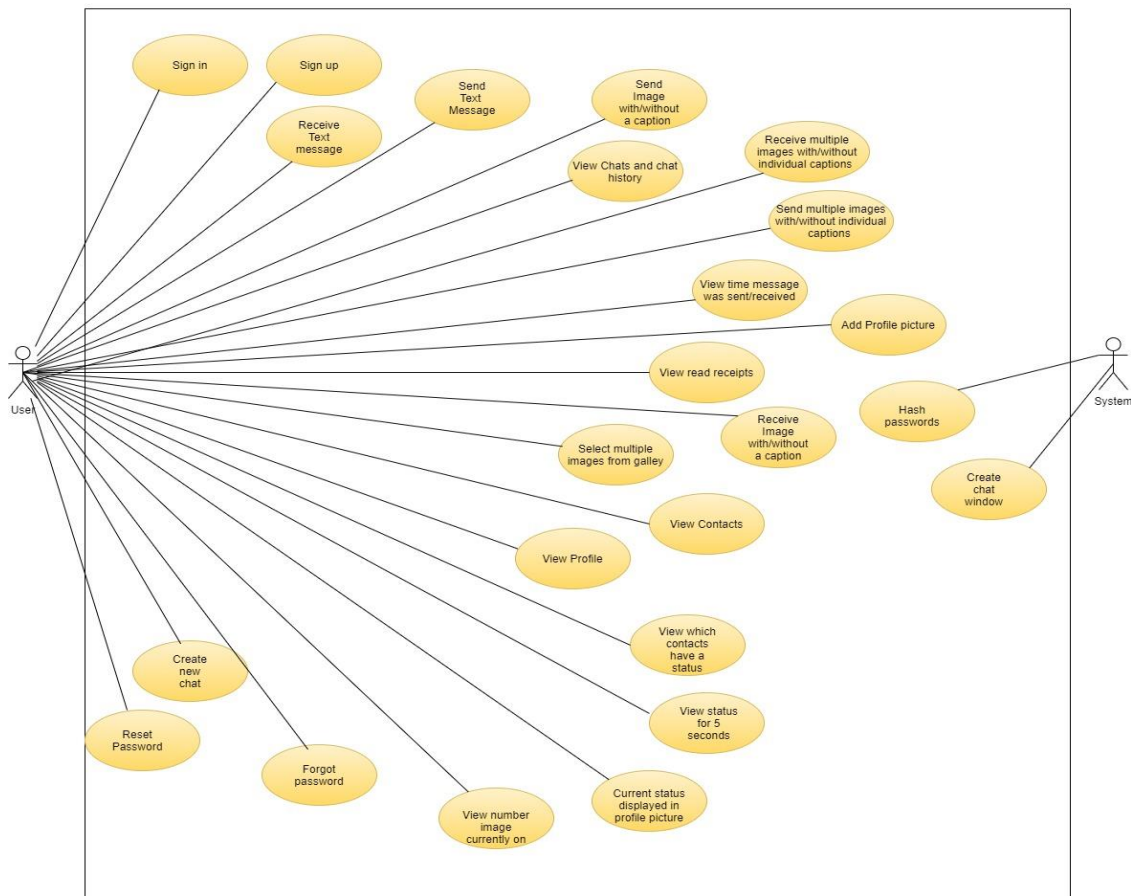 Sign in
Sign up
Send
Text
Message
Send
Image
with/without
a caption
Receive
Text
message
Receive multiple
images with/without
individual captions
View Chats and chat
history
Send multiple images
with/without individual
captions
View time message
was sent/received
Add Profile picture
View read receipts
User
System
Hash
passwords
Receive
Image
with/without
a caption
Select multiple
images from galley
Create
chat
window
View Contacts
View Profile
View which
contacts
have a
status
Create
new
chat
View status
for 5
seconds
Reset
Password
Forgot
password
Current status
displayed in
profile picture
View number
image
currently on